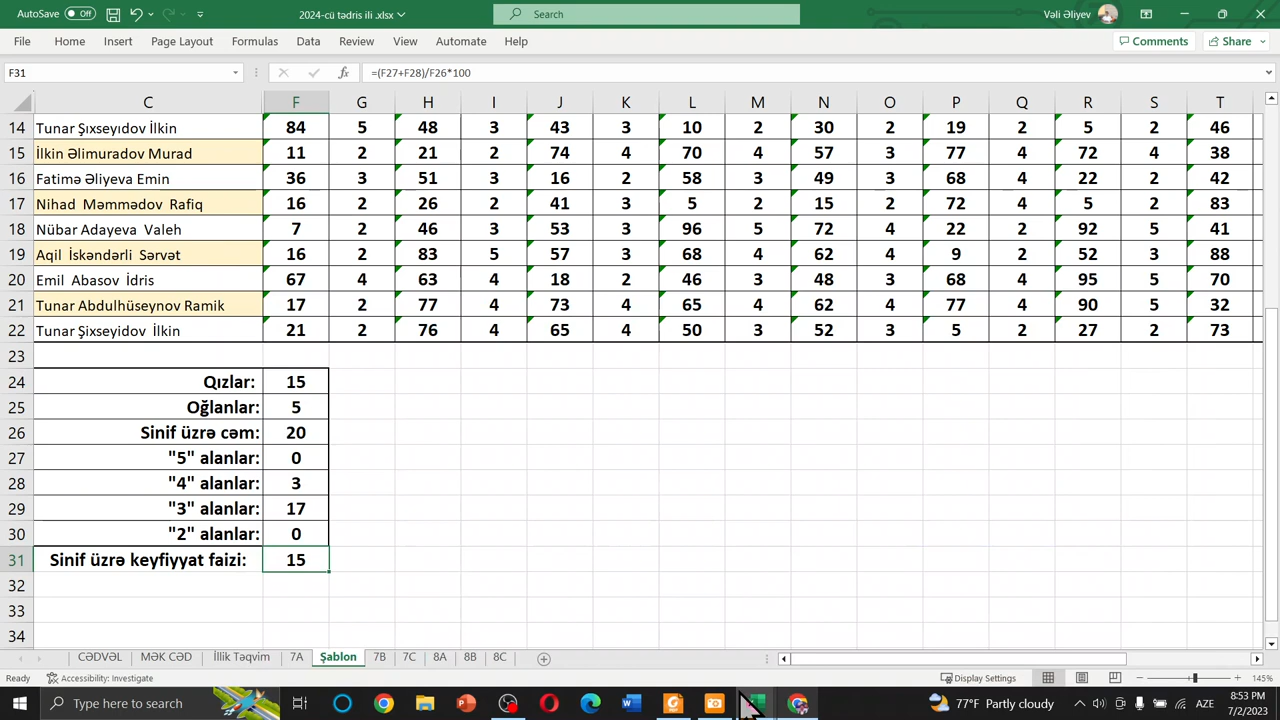 AutoSave Off 2024-cü tədris ili .xlsx Search Vəli Əliyev
File Home Insert Page Layout Formulas Data Review View Automate Help Comments Share
F31 fx =(F27+F28)/F26*100
C F G H I J K L M N O P Q R S T
14 Tunar Şıxseyıdov İlkin 84 5 48 3 43 3 10 2 30 2 19 2 5 2 46
15 İlkin Əlimuradov Murad 11 2 21 2 74 4 70 4 57 3 77 4 72 4 38
16 Fatimə Əliyeva Emin 36 3 51 3 16 2 58 3 49 3 68 4 22 2 42
17 Nihad Məmmədov Rafiq 16 2 26 2 41 3 5 2 15 2 72 4 5 2 83
18 Nübar Adayeva Valeh 7 2 46 3 53 3 96 5 72 4 22 2 92 5 41
19 Aqil İskəndərli Sərvət 16 2 83 5 57 3 68 4 62 4 9 2 52 3 88
20 Emil Abasov İdris 67 4 63 4 18 2 46 3 48 3 68 4 95 5 70
21 Tunar Abdulhüseynov Ramik 17 2 77 4 73 4 65 4 62 4 77 4 90 5 32
22 Tunar Şixseyidov İlkin 21 2 76 4 65 4 50 3 52 3 5 2 27 2 73
23
24 Qızlar: 15
25 Oğlanlar: 5
26 Sinif üzrə cəm: 20
27 "5" alanlar: 0
28 "4" alanlar: 3
29 "3" alanlar: 17
30 "2" alanlar: 0
31 Sinif üzrə keyfiyyat faizi: 15
32
33
34
CƏDVƏL MƏK CƏD İllik Təqvim 7A Şablon 7B 7C 8A 8B 8C
Ready Accessibility: Investigate Display Settings 145%
Type here to search 77°F Partly cloudy AZE 8:53 PM
7/2/2023